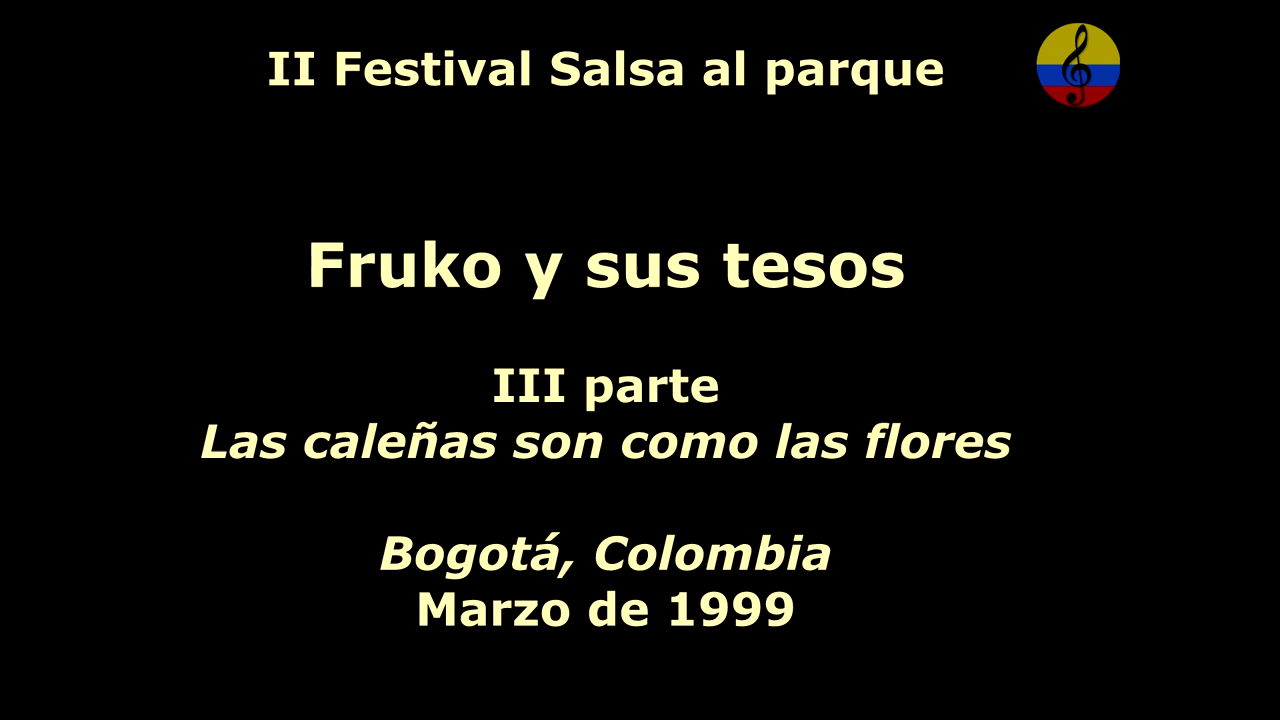 II Festival Salsa al parque
Fruko y sus tesos
III parte
Las caleñas son como las flores
Bogotá, Colombia
Marzo de 1999